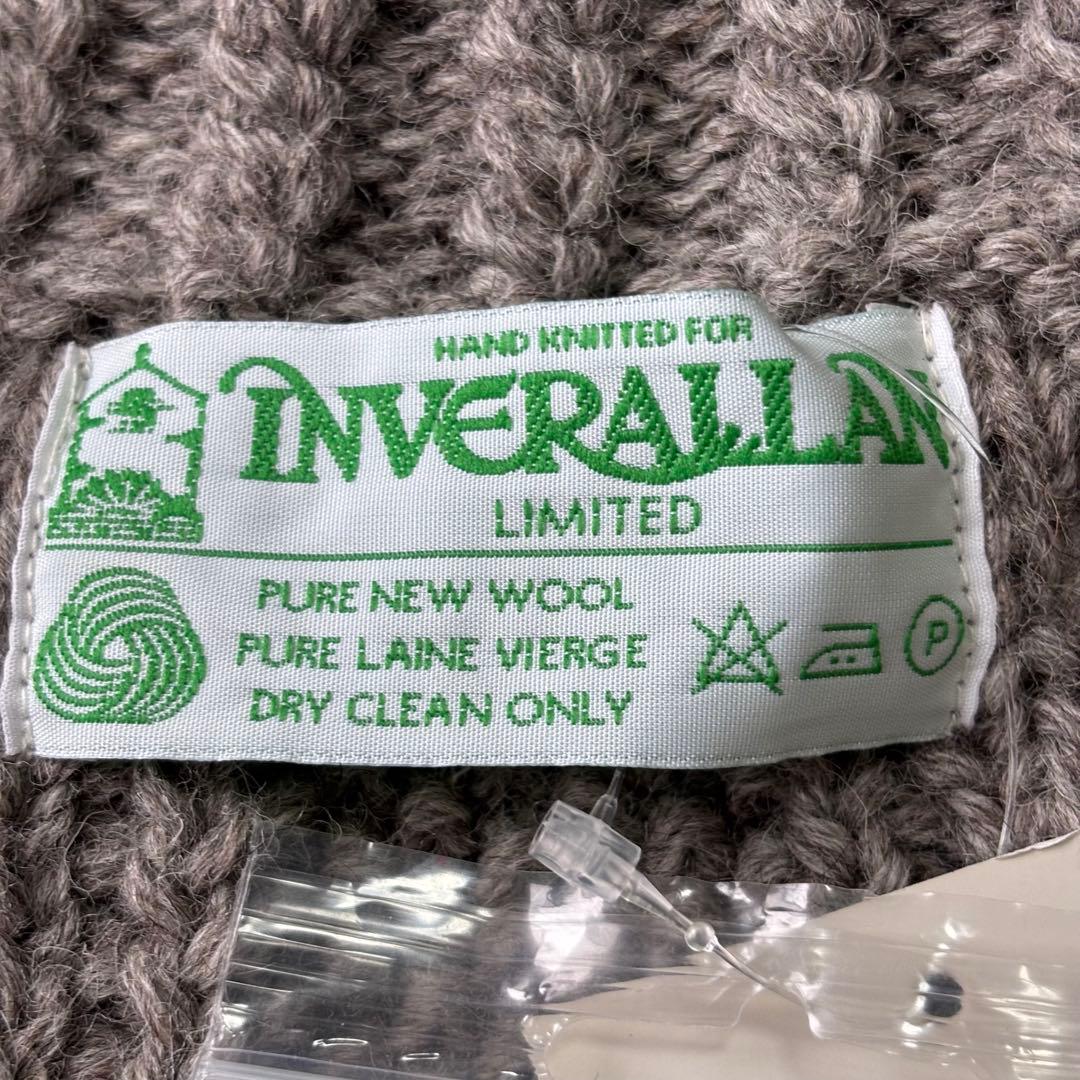 HAND KNITTED FOR
INVERALLAN
LIMITED
PURE NEW WOOL
PURE LAINE VIERGE
DRY CLEAN ONLY
P